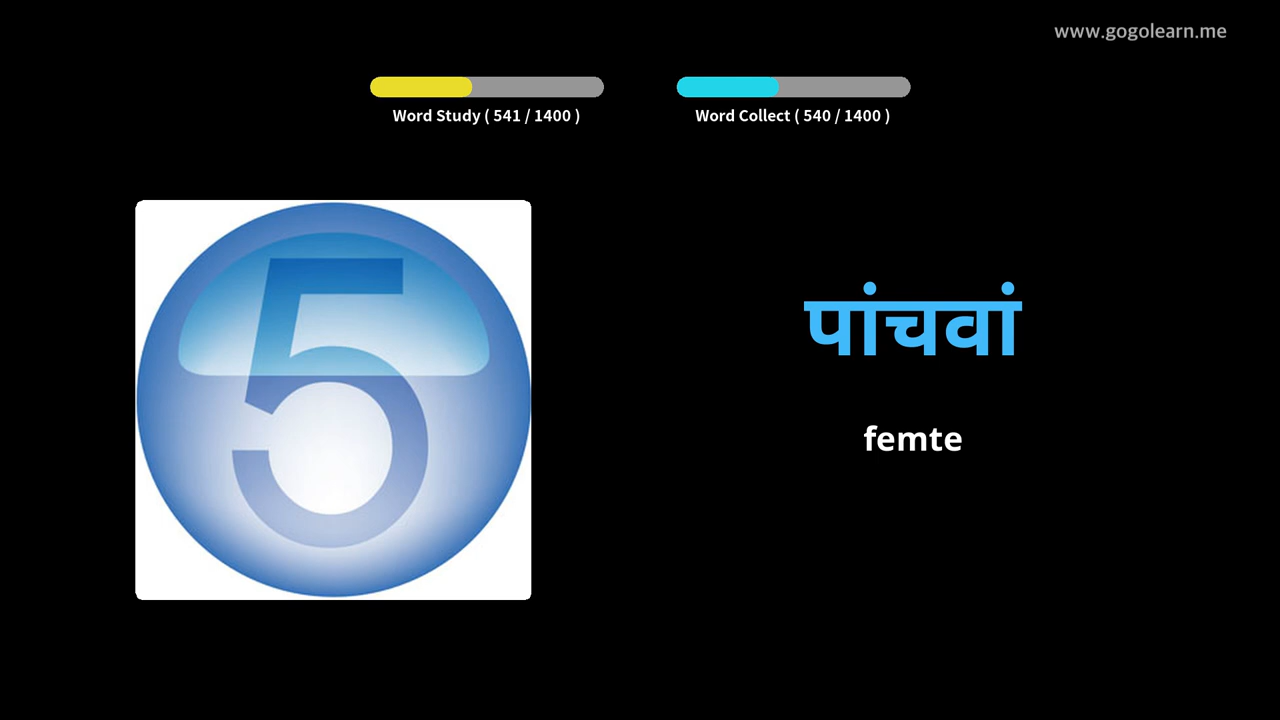 www.gogolearn.me
Word Study ( 541 / 1400 )
Word Collect ( 540 / 1400 )
5
पांचवां
femte